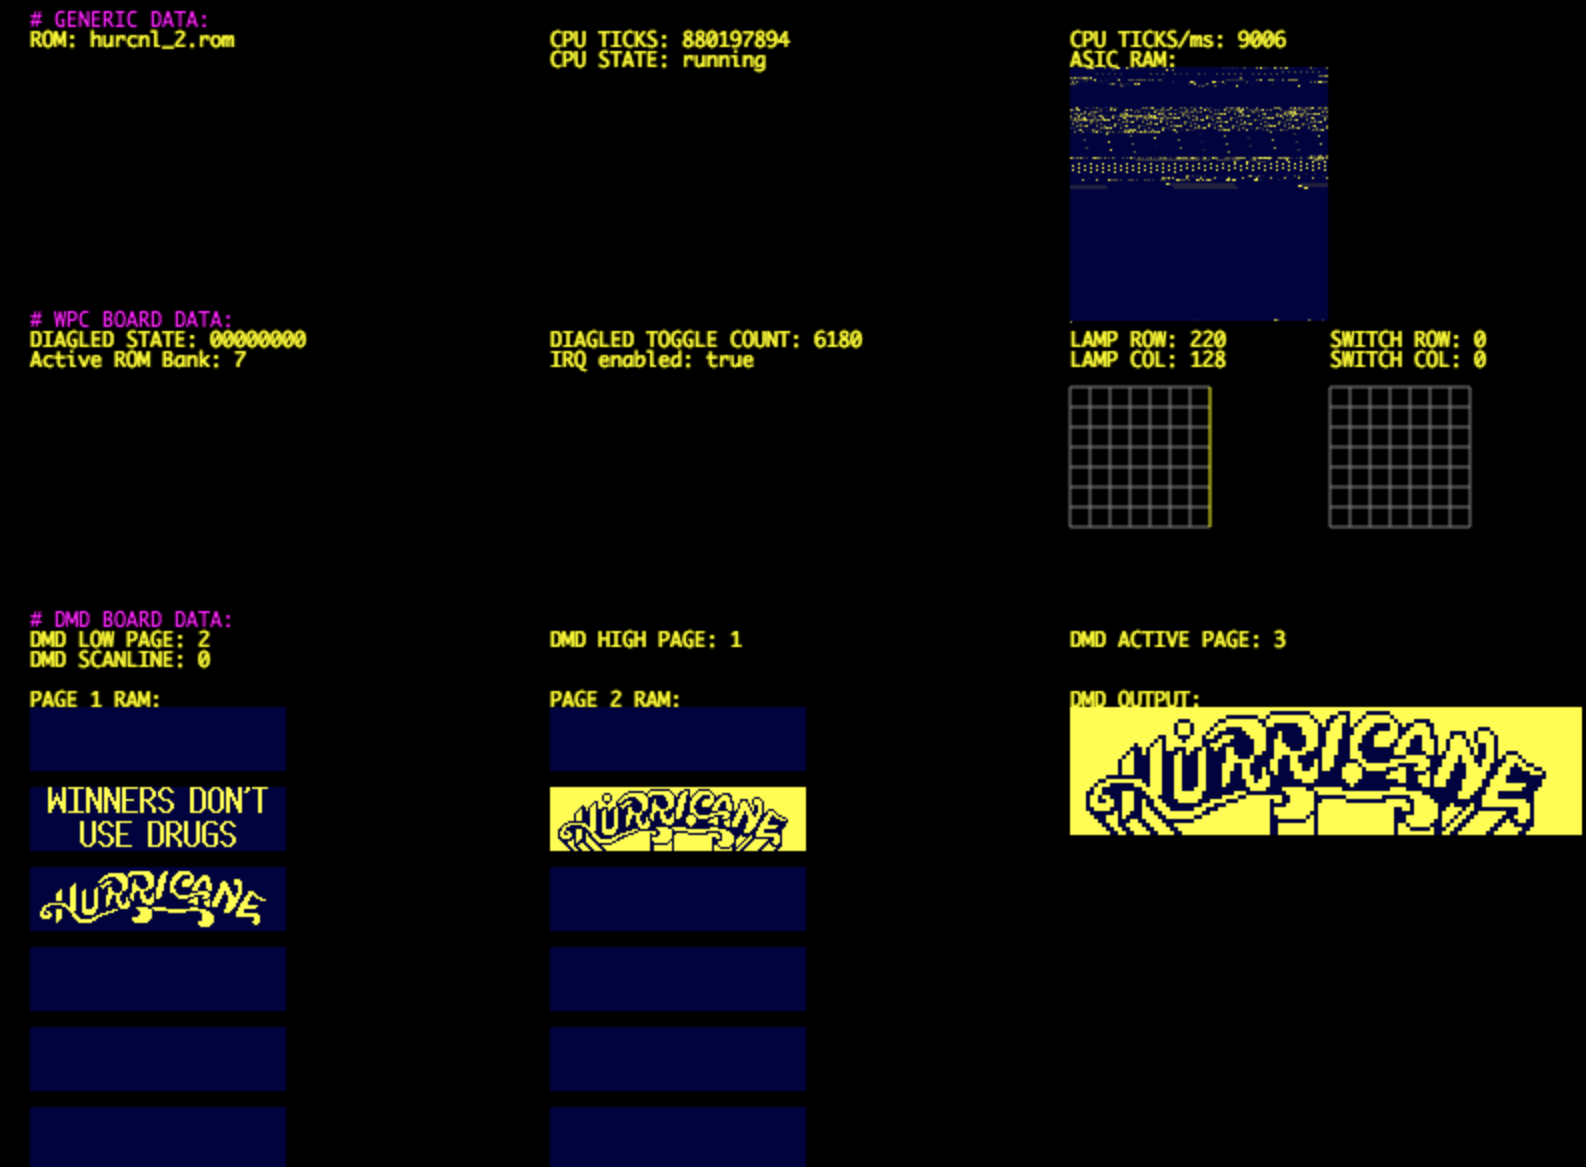 # GENERIC DATA:
ROM: hurcnl_2.rom
CPU TICKS: 880197894
CPU TICKS/ms: 9006
CPU STATE: running
ASIC RAM:
# WPC BOARD DATA:
DIAGLED STATE: 00000000
DIAGLED TOGGLE COUNT: 6180
LAMP ROW: 220
SWITCH ROW: 0
Active ROM Bank: 7
IRQ enabled: true
LAMP COL: 128
SWITCH COL: 0
# DMD BOARD DATA:
DMD LOW PAGE: 2
DMD HIGH PAGE: 1
DMD ACTIVE PAGE: 3
DMD SCANLINE: 0
PAGE 1 RAM:
PAGE 2 RAM:
DMD OUTPUT:
WINNERS DON'T
USE DRUGS
HURRICANE
HURRICANE
HURRICANE